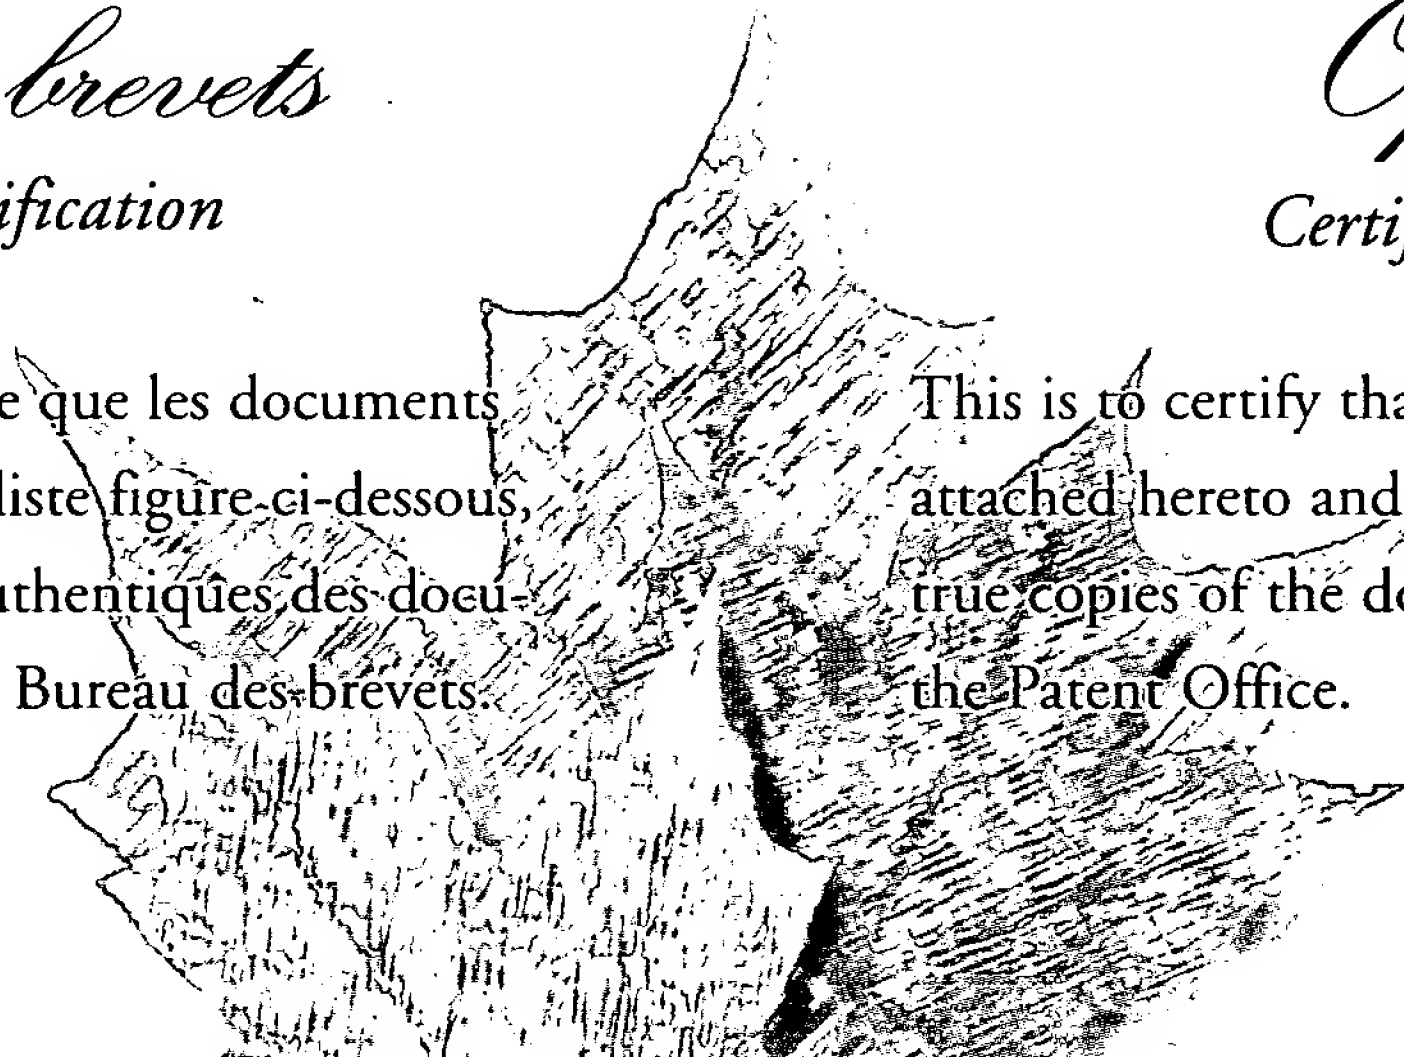 brevets
ification
que les documents
liste figure ci-dessous,
uthentiques des docu-
Bureau des brevets.
O
Certi
This is to certify tha
attached hereto and
true copies of the do
the Patent Office.